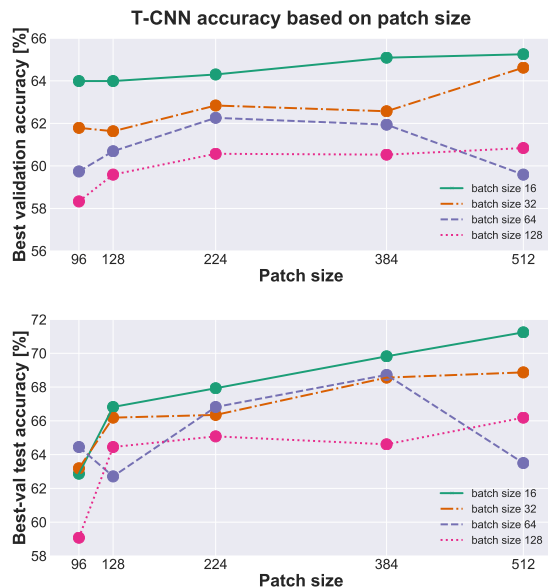 T-CNN accuracy based on patch size
Best validation accuracy [%]
66
64
62
60
58
56
96
128
224
384
512
Patch size
batch size 16
batch size 32
batch size 64
batch size 128
Best-val test accuracy [%]
72
70
68
66
64
62
60
58
96
128
224
384
512
Patch size
batch size 16
batch size 32
batch size 64
batch size 128